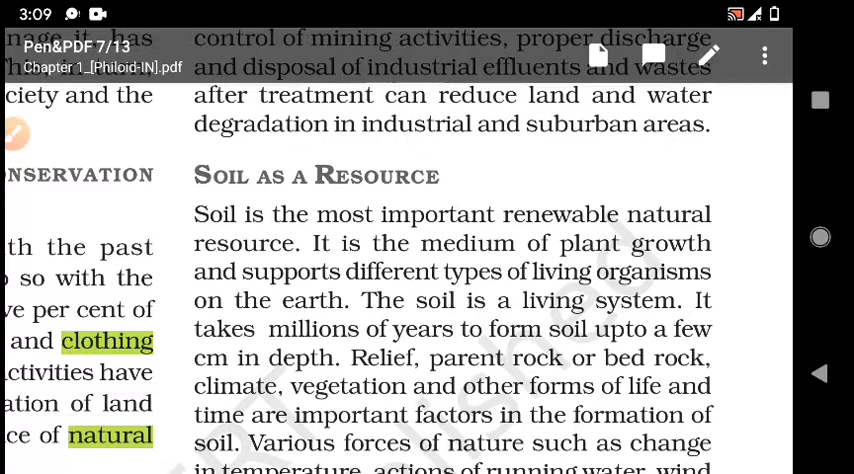 3:09
Pen&PDF 7/13
Chapter 1_[Philoid-IN].pdf
ciety and the
NSERVATION
th the past
so with the
ve per cent of
and clothing
ctivities have
ation of land
ce of natural
control of mining activities, proper discharge
and disposal of industrial effluents and wastes
after treatment can reduce land and water
degradation in industrial and suburban areas.
SOIL AS A RESOURCE
Soil is the most important renewable natural
resource. It is the medium of plant growth
and supports different types of living organisms
on the earth. The soil is a living system. It
takes millions of years to form soil upto a few
cm in depth. Relief, parent rock or bed rock,
climate, vegetation and other forms of life and
time are important factors in the formation of
soil. Various forces of nature such as change
in temperature, actions of running water, wind